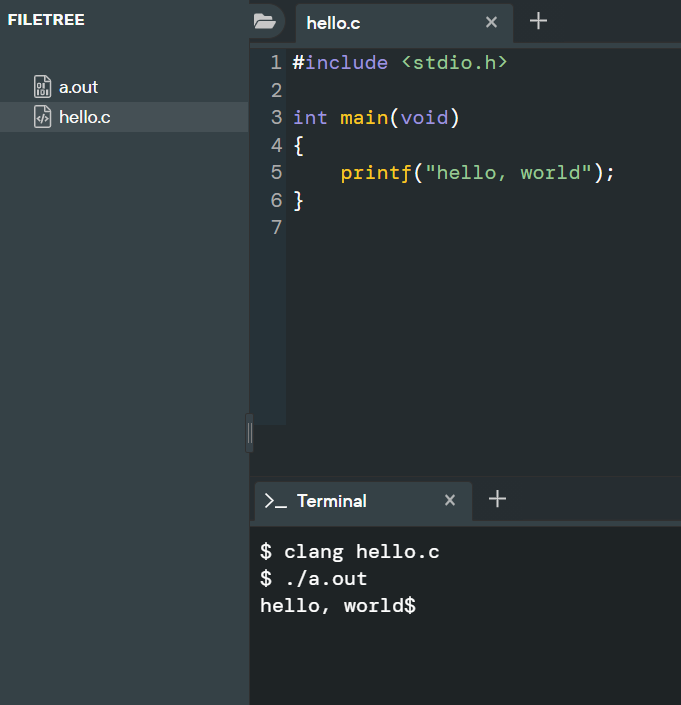 FILETREE
a.out
hello.c
hello.c
1 #include <stdio.h>
2
3 int main(void)
4 {
5     printf("hello, world");
6 }
7
Terminal
$ clang hello.c
$ ./a.out
hello, world$